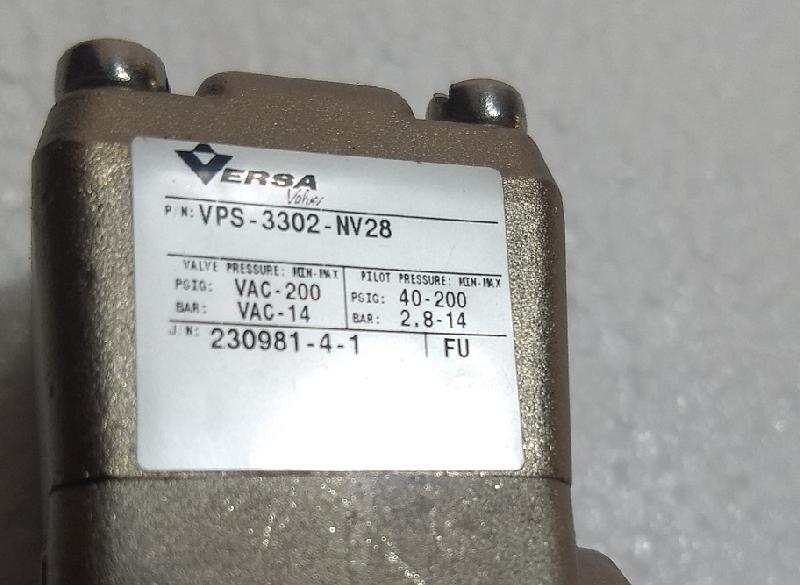 VERSA
Valves
P/N: VPS-3302-NV28
VALVE PRESSURE: MIN-MAX
PSIG: VAC-200
BAR: VAC-14
PILOT PRESSURE: MIN-MAX
PSIG: 40-200
BAR: 2.8-14
J/N: 230981-4-1 FU